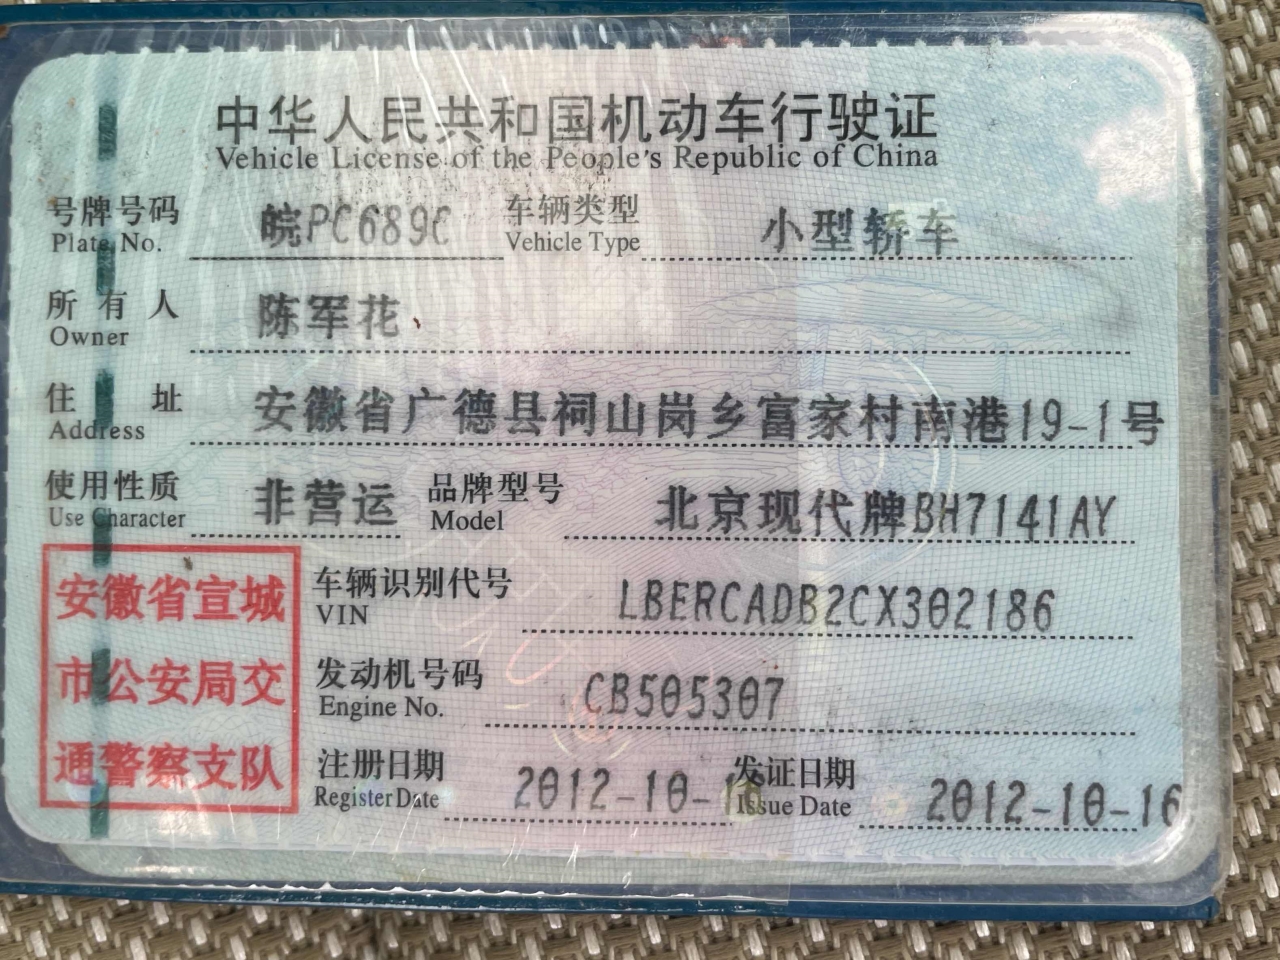 中华人民共和国机动车行驶证
Vehicle License of the People's Republic of China
号牌号码 皖PC689C 车辆类型 小型轿车
Plate No. Vehicle Type
所有人 陈军花
Owner
住址 安徽省广德县祠山岗乡富家村南港19-1号
Address
使用性质 非营运 品牌型号 北京现代牌BH7141AY
Use Character Model
安徽省宣城
市公安局交
通警察支队
车辆识别代号 LBERCADB2CX302186
VIN
发动机号码 CB505307
Engine No.
注册日期 2012-10- 发证日期 2012-10-16
Register Date Issue Date